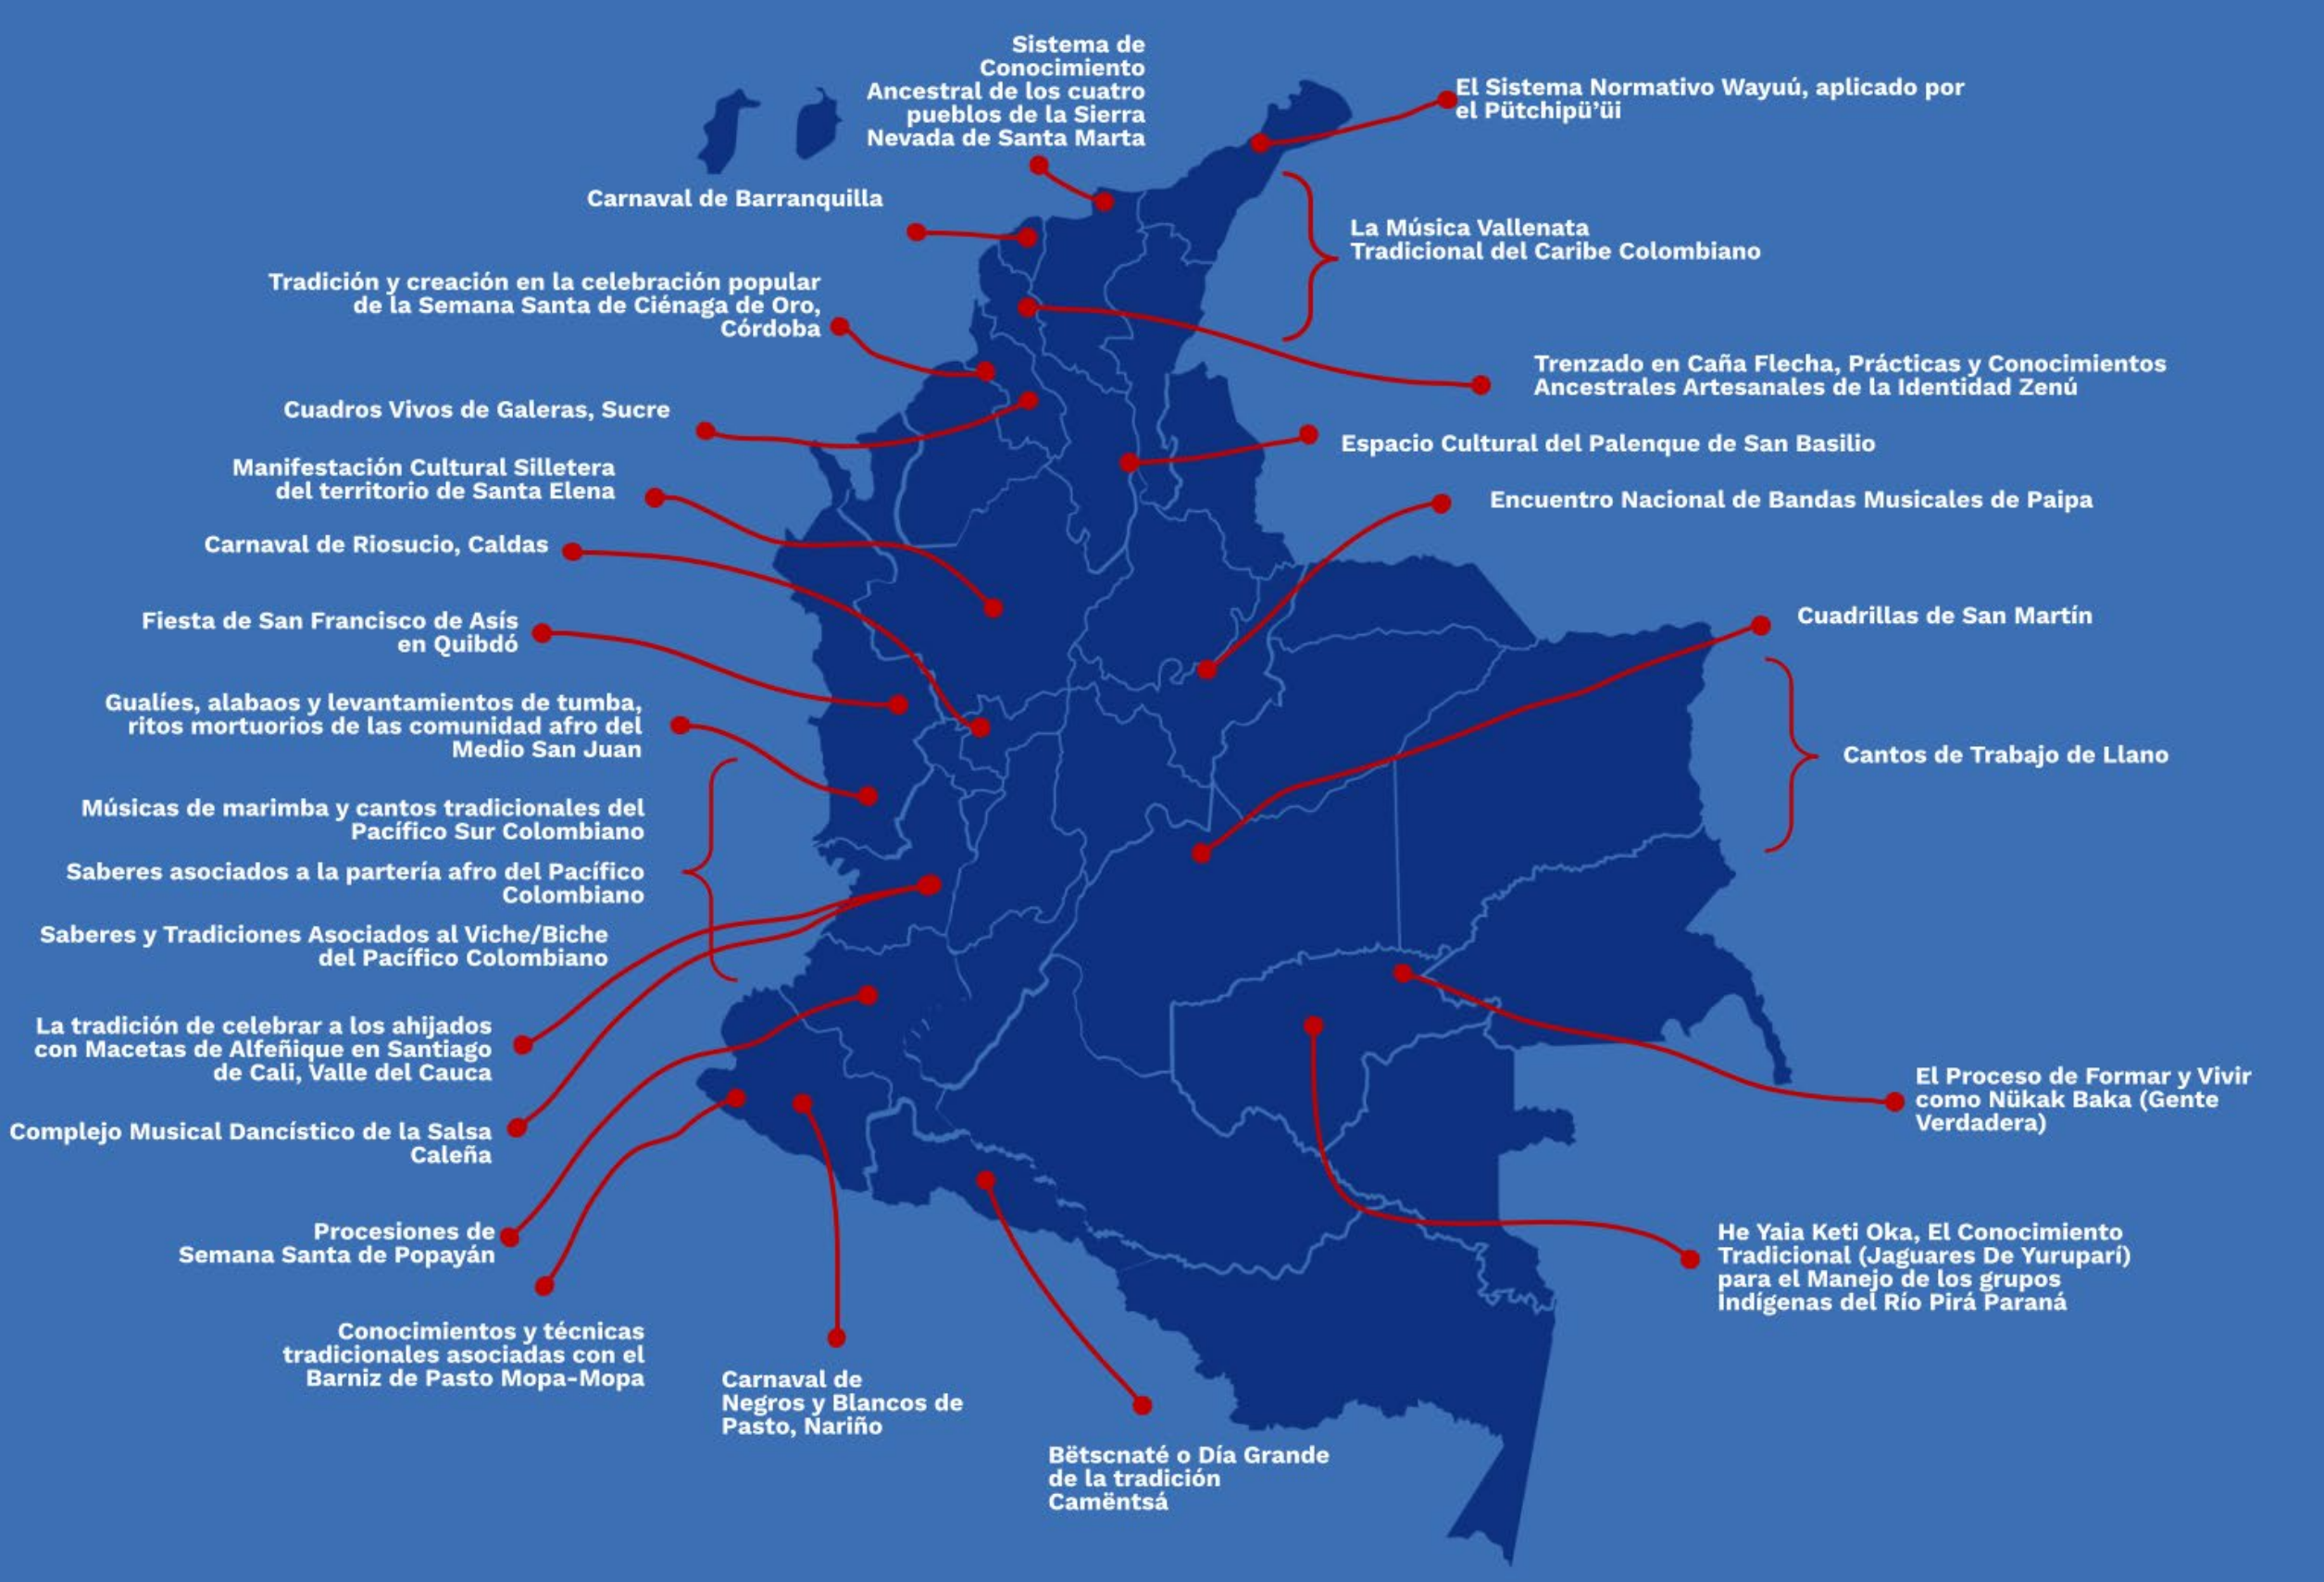 Sistema de
Conocimiento
Ancestral de los cuatro
pueblos de la Sierra
Nevada de Santa Marta
El Sistema Normativo Wayuú, aplicado por
el Pütchipü’üi
Carnaval de Barranquilla
La Música Vallenata
Tradicional del Caribe Colombiano
Tradición y creación en la celebración popular
de la Semana Santa de Ciénaga de Oro,
Córdoba
Trenzado en Caña Flecha, Prácticas y Conocimientos
Ancestrales Artesanales de la Identidad Zenú
Cuadros Vivos de Galeras, Sucre
Espacio Cultural del Palenque de San Basilio
Manifestación Cultural Silletera
del territorio de Santa Elena
Encuentro Nacional de Bandas Musicales de Paipa
Carnaval de Riosucio, Caldas
Fiesta de San Francisco de Asís
en Quibdó
Cuadrillas de San Martín
Gualíes, alabaos y levantamientos de tumba,
ritos mortuorios de las comunidad afro del
Medio San Juan
Cantos de Trabajo de Llano
Músicas de marimba y cantos tradicionales del
Pacífico Sur Colombiano
Saberes asociados a la partería afro del Pacífico
Colombiano
Saberes y Tradiciones Asociados al Viche/Biche
del Pacífico Colombiano
La tradición de celebrar a los ahijados
con Macetas de Alfeñique en Santiago
de Cali, Valle del Cauca
El Proceso de Formar y Vivir
como Nükak Baka (Gente
Verdadera)
Complejo Musical Dancístico de la Salsa
Caleña
Procesiones de
Semana Santa de Popayán
He Yaia Keti Oka, El Conocimiento
Tradicional (Jaguares De Yuruparí)
para el Manejo de los grupos
Indígenas del Río Pirá Paraná
Conocimientos y técnicas
tradicionales asociadas con el
Barniz de Pasto Mopa-Mopa
Carnaval de
Negros y Blancos de
Pasto, Nariño
Bëtscnaté o Día Grande
de la tradición
Camëntsá